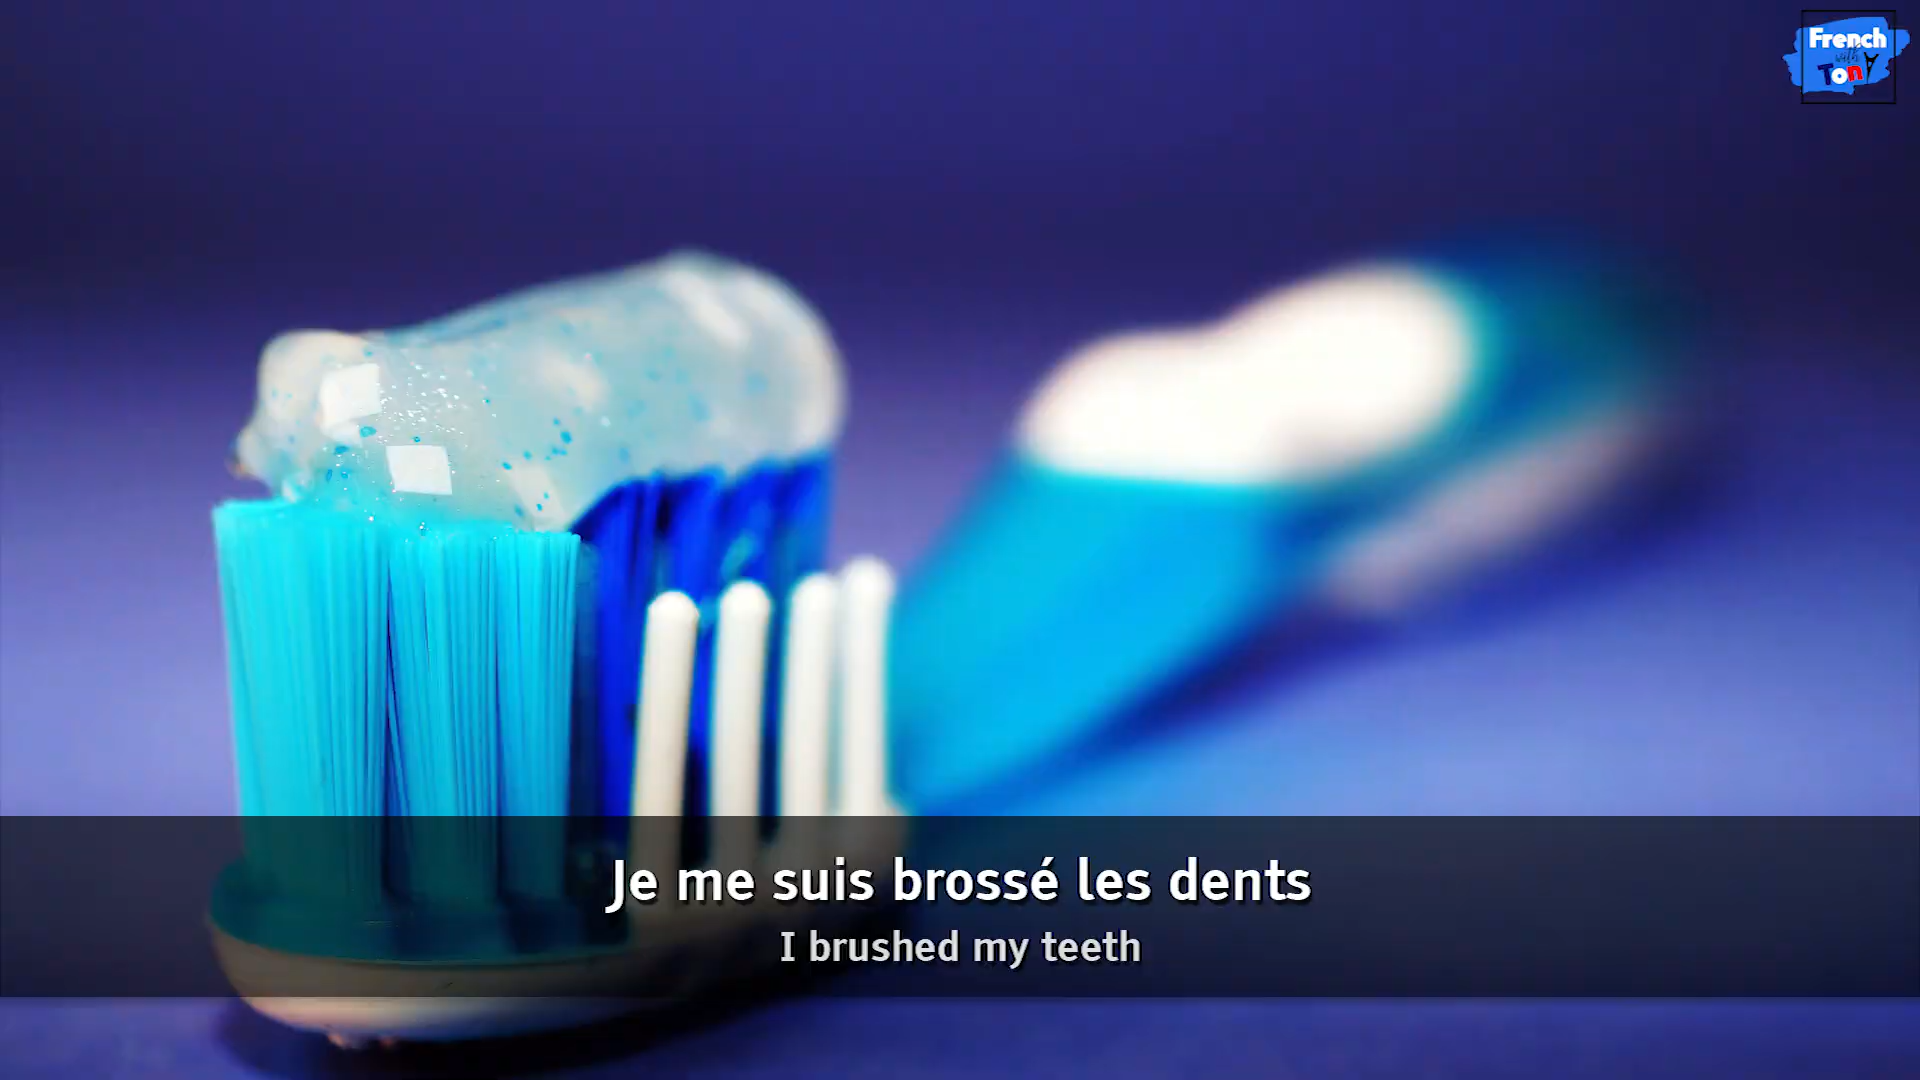 French
with
Tony
Je me suis brossé les dents
I brushed my teeth